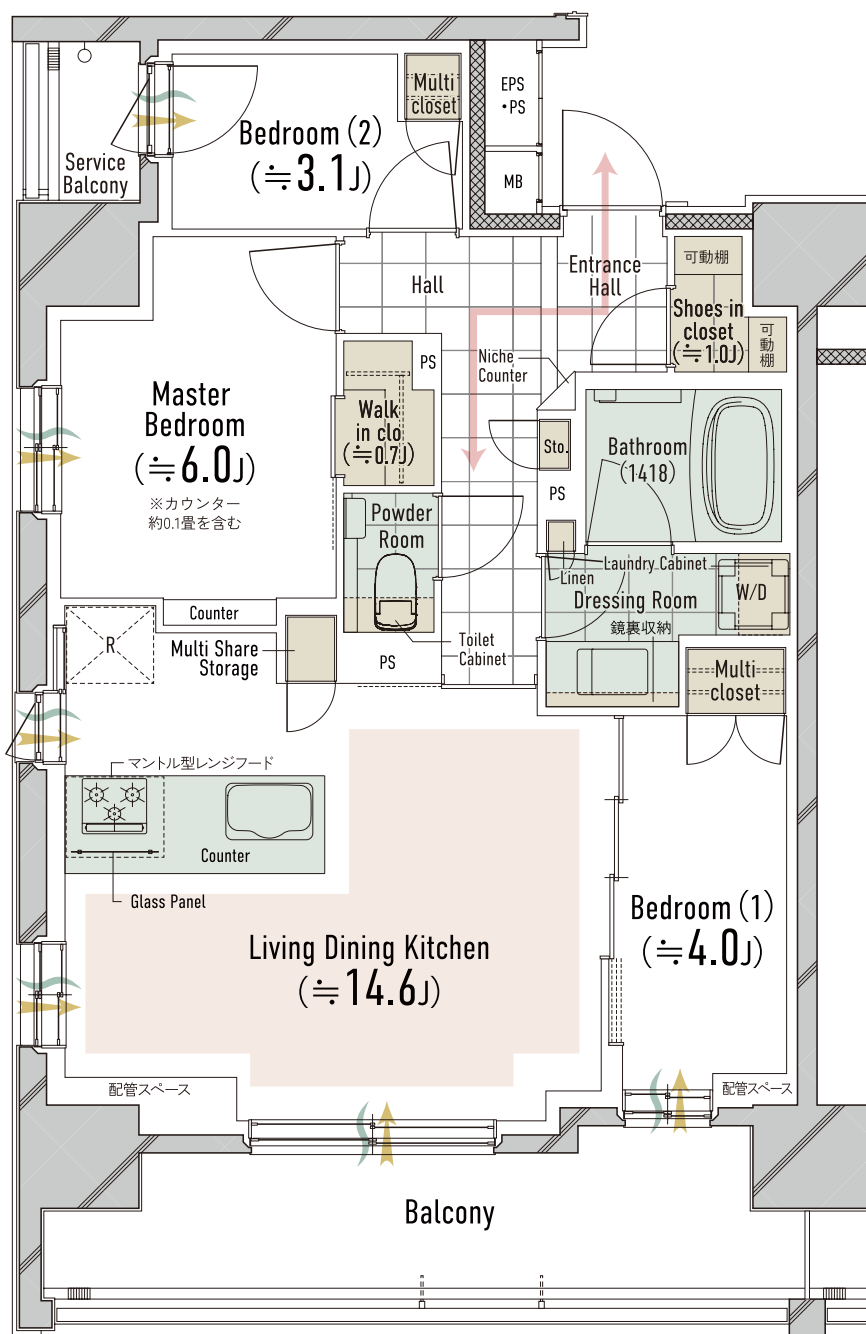 Multi
closet
EPS
・PS
Bedroom (2)
(≒3.1J)
Service
Balcony
MB
Hall
Entrance
Hall
可動棚
Shoes in
closet
(≒1.0J)
可動棚
PS
Niche
Counter
Master
Bedroom
(≒6.0J)
※カウンター
約0.1畳を含む
Walk
in clo
(≒0.7J)
Sto.
Bathroom
(1418)
PS
Powder
Room
Laundry Cabinet
Linen
W/D
Dressing Room
鏡裏収納
Counter
R
Multi Share
Storage
Toilet
Cabinet
PS
Multi
closet
マントル型レンジフード
Counter
Glass Panel
Living Dining Kitchen
(≒14.6J)
Bedroom (1)
(≒4.0J)
配管スペース
配管スペース
Balcony